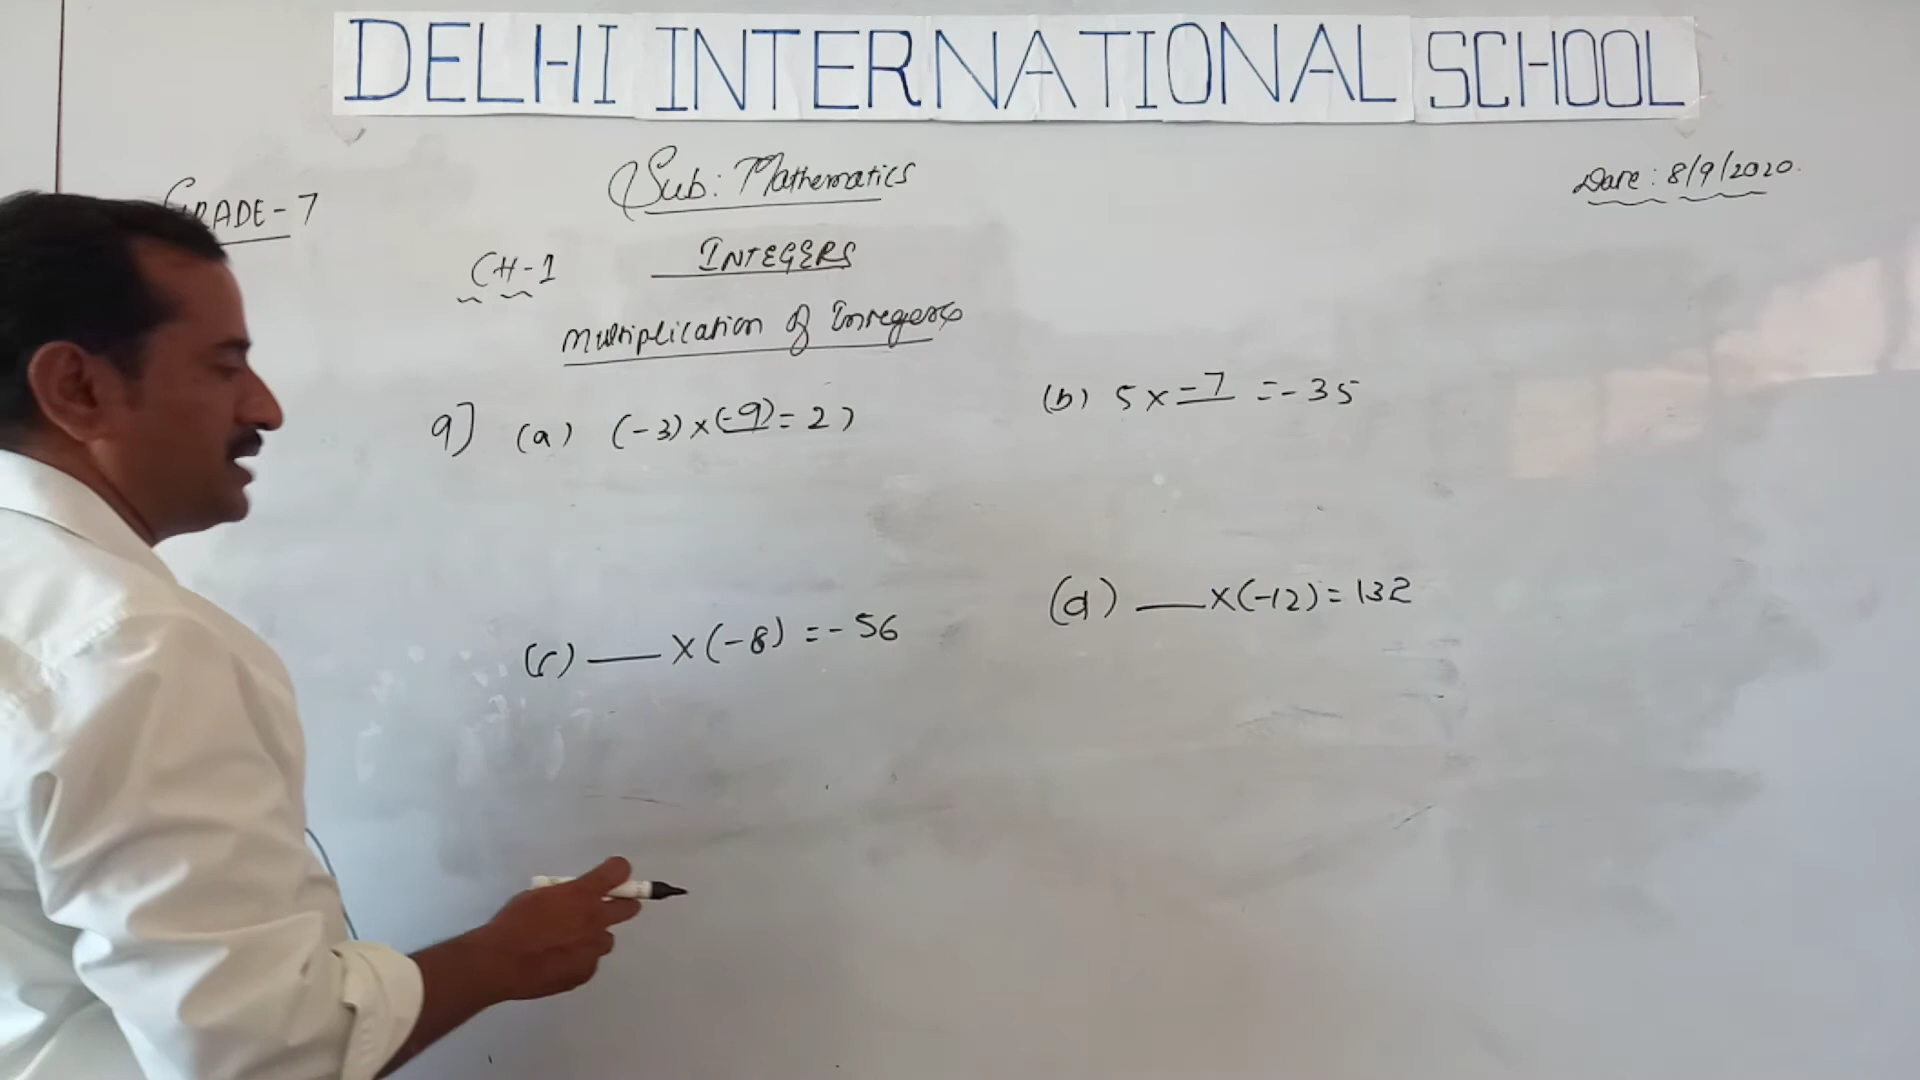 DELHI INTERNATIONAL SCHOOL
GRADE-7
Sub: Mathematics
Date: 8/9/2020.
CH-1 INTEGERS
Multiplication of Integers
9] (a) (-3)×(-9)=27
(b) 5×-7=-35
(c) ___×(-8)=-56
(d) ___×(-12)=132